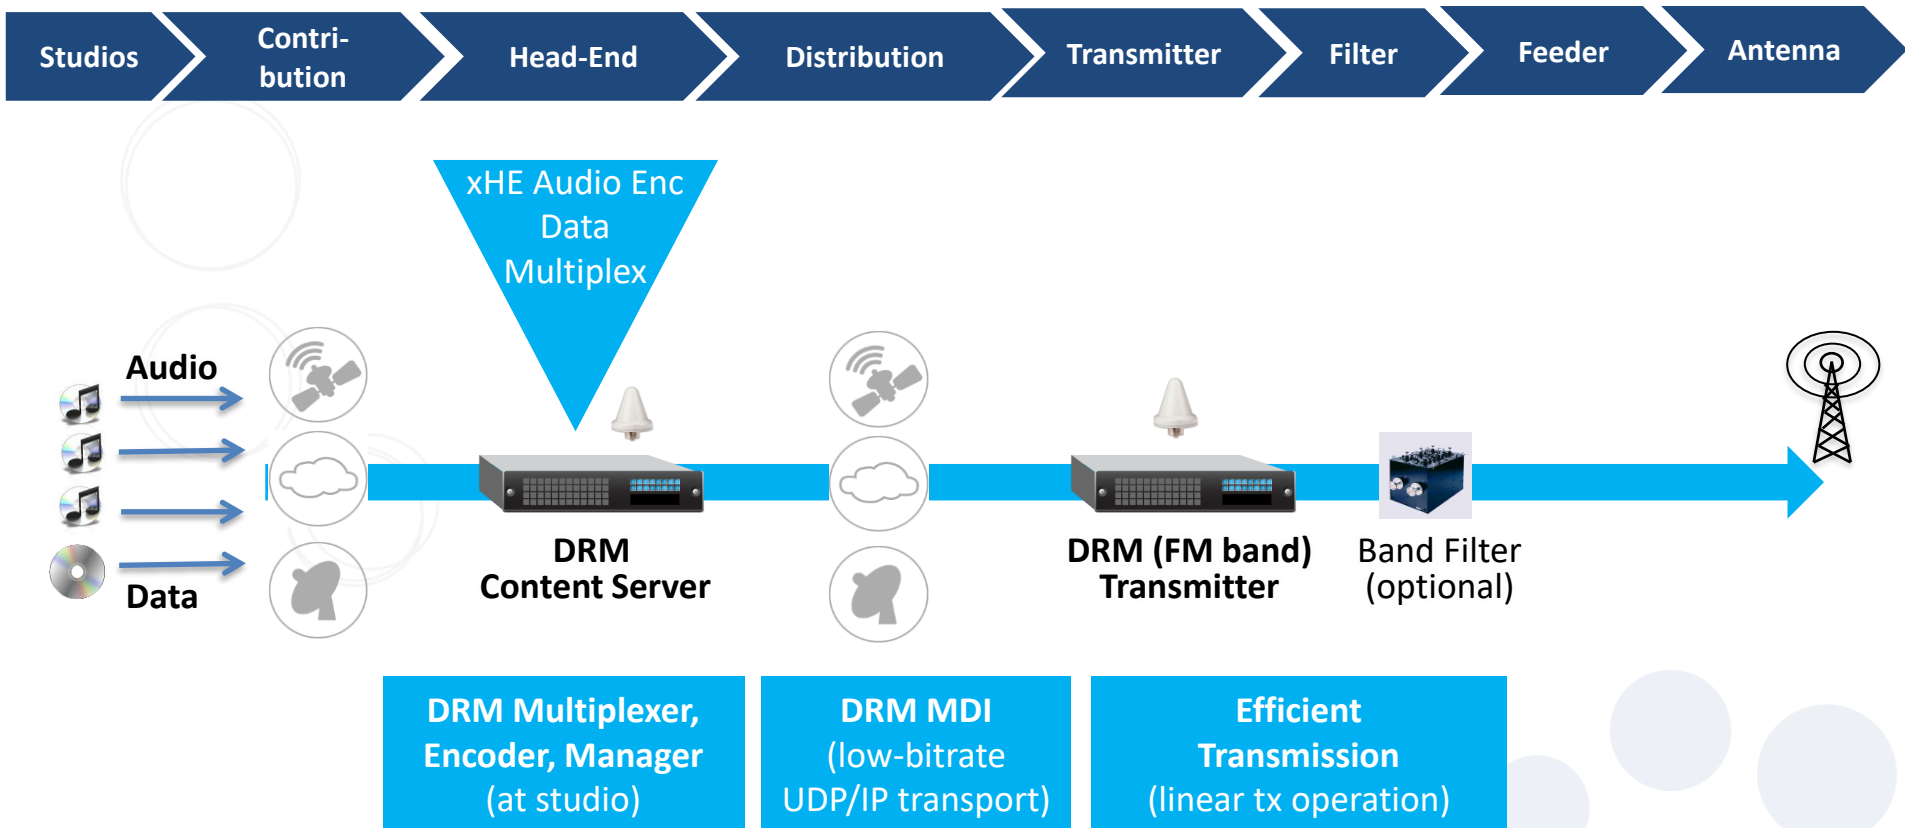 Studios
Contri-
bution
Head-End
Distribution
Transmitter
Filter
Feeder
Antenna
xHE Audio Enc
Data
Multiplex
Audio
Data
DRM
Content Server
DRM (FM band)
Transmitter
Band Filter
(optional)
DRM Multiplexer,
Encoder, Manager
(at studio)
DRM MDI
(low-bitrate
UDP/IP transport)
Efficient
Transmission
(linear tx operation)